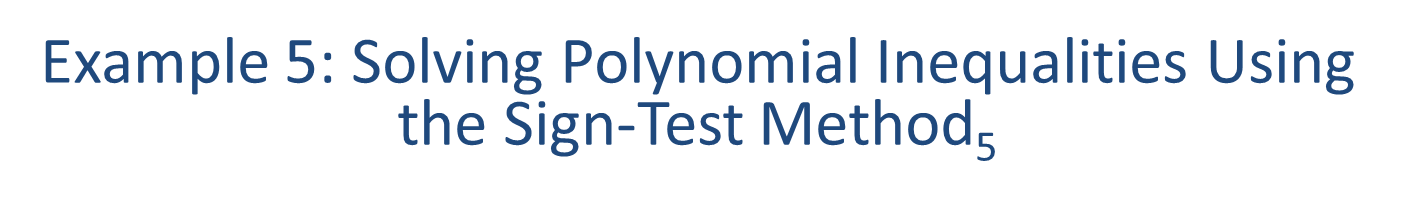 Example 5: Solving Polynomial Inequalities Using
the Sign-Test Method₅